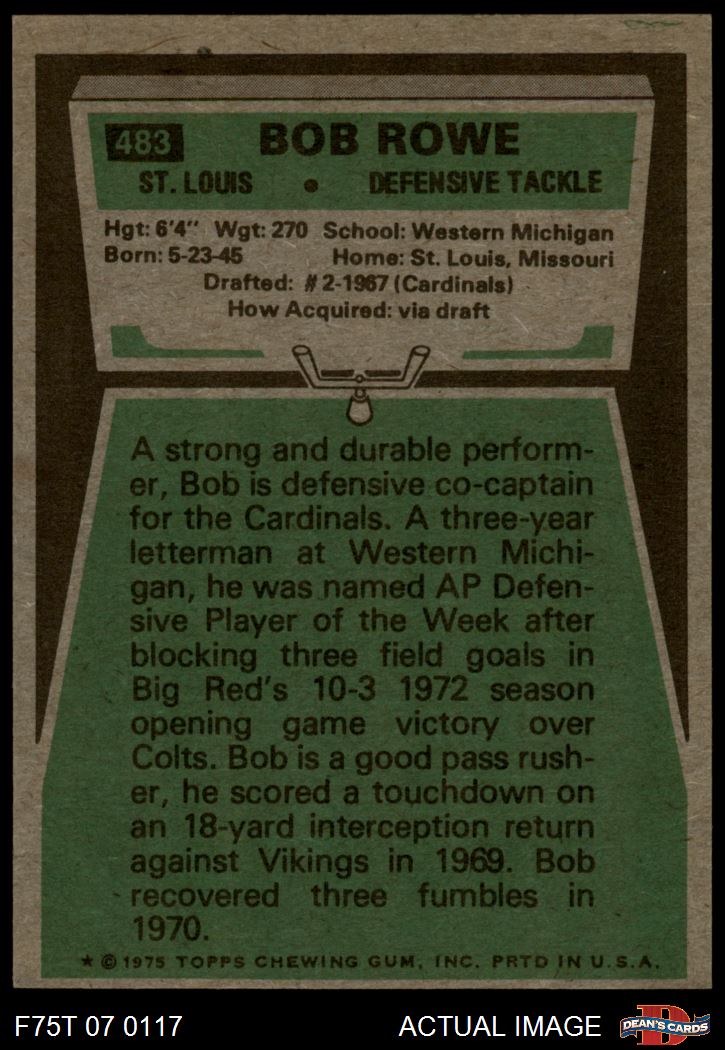 483 BOB ROWE
ST. LOUIS • DEFENSIVE TACKLE
Hgt: 6'4" Wgt: 270 School: Western Michigan
Born: 5-23-45 Home: St. Louis, Missouri
Drafted: #2-1967 (Cardinals)
How Acquired: via draft
A strong and durable perform-
er, Bob is defensive co-captain
for the Cardinals. A three-year
letterman at Western Michi-
gan, he was named AP Defen-
sive Player of the Week after
blocking three field goals in
Big Red's 10-3 1972 season
opening game victory over
Colts. Bob is a good pass rush-
er, he scored a touchdown on
an 18-yard interception return
against Vikings in 1969. Bob
recovered three fumbles in
1970.
★ © 1975 TOPPS CHEWING GUM, INC. PRTD IN U.S.A.
F75T 07 0117 ACTUAL IMAGE D DEAN'S CARDS